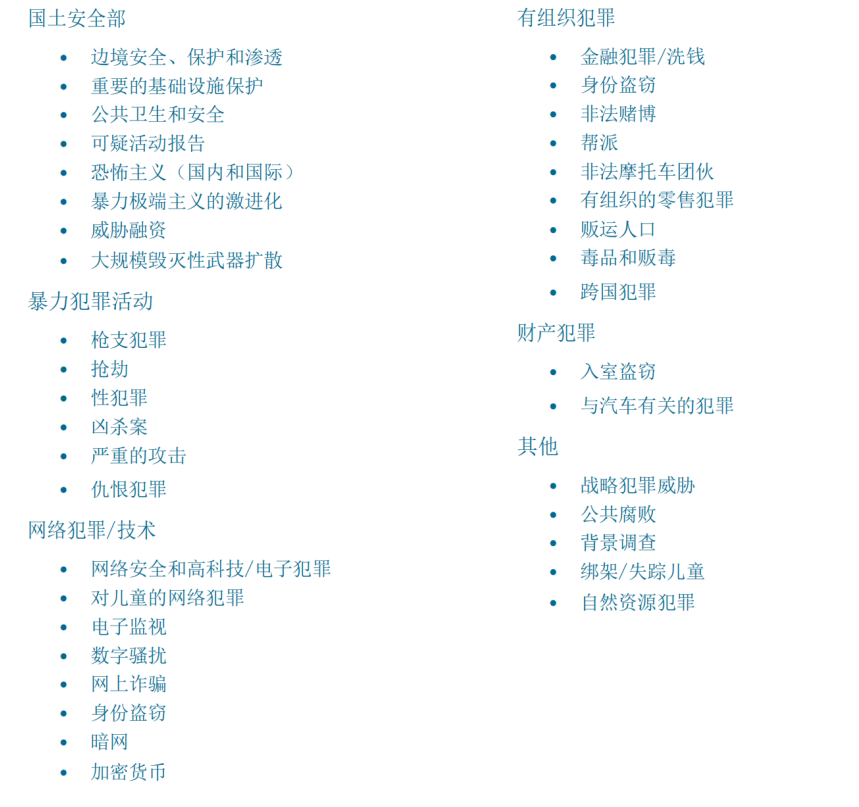 国土安全部
• 边境安全、保护和渗透
• 重要的基础设施保护
• 公共卫生和安全
• 可疑活动报告
• 恐怖主义（国内和国际）
• 暴力极端主义的激进化
• 威胁融资
• 大规模毁灭性武器扩散
暴力犯罪活动
• 枪支犯罪
• 抢劫
• 性犯罪
• 凶杀案
• 严重的攻击
• 仇恨犯罪
网络犯罪/技术
• 网络安全和高科技/电子犯罪
• 对儿童的网络犯罪
• 电子监视
• 数字骚扰
• 网上诈骗
• 身份盗窃
• 暗网
• 加密货币
有组织犯罪
• 金融犯罪/洗钱
• 身份盗窃
• 非法赌博
• 帮派
• 非法摩托车团伙
• 有组织的零售犯罪
• 贩运人口
• 毒品和贩毒
• 跨国犯罪
财产犯罪
• 入室盗窃
• 与汽车有关的犯罪
其他
• 战略犯罪威胁
• 公共腐败
• 背景调查
• 绑架/失踪儿童
• 自然资源犯罪